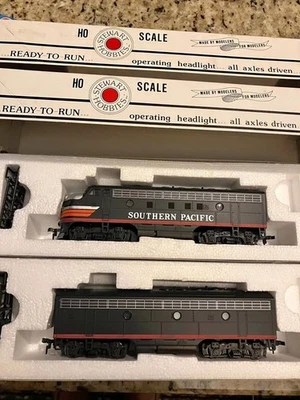 HO
STEWART
HOBBIES
SCALE
MADE BY MODELERS
FOR MODELERS
...READY TO RUN...
operating headlight... all axles driven...
HO
STEWART
HOBBIES
SCALE
MADE BY MODELERS
FOR MODELERS
...READY TO RUN...
operating headlight... all axles driven...
SOUTHERN PACIFIC